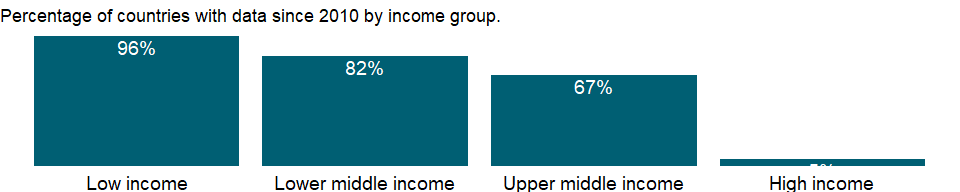 Percentage of countries with data since 2010 by income group.
96%
82%
67%
Low income
Lower middle income
Upper middle income
High income